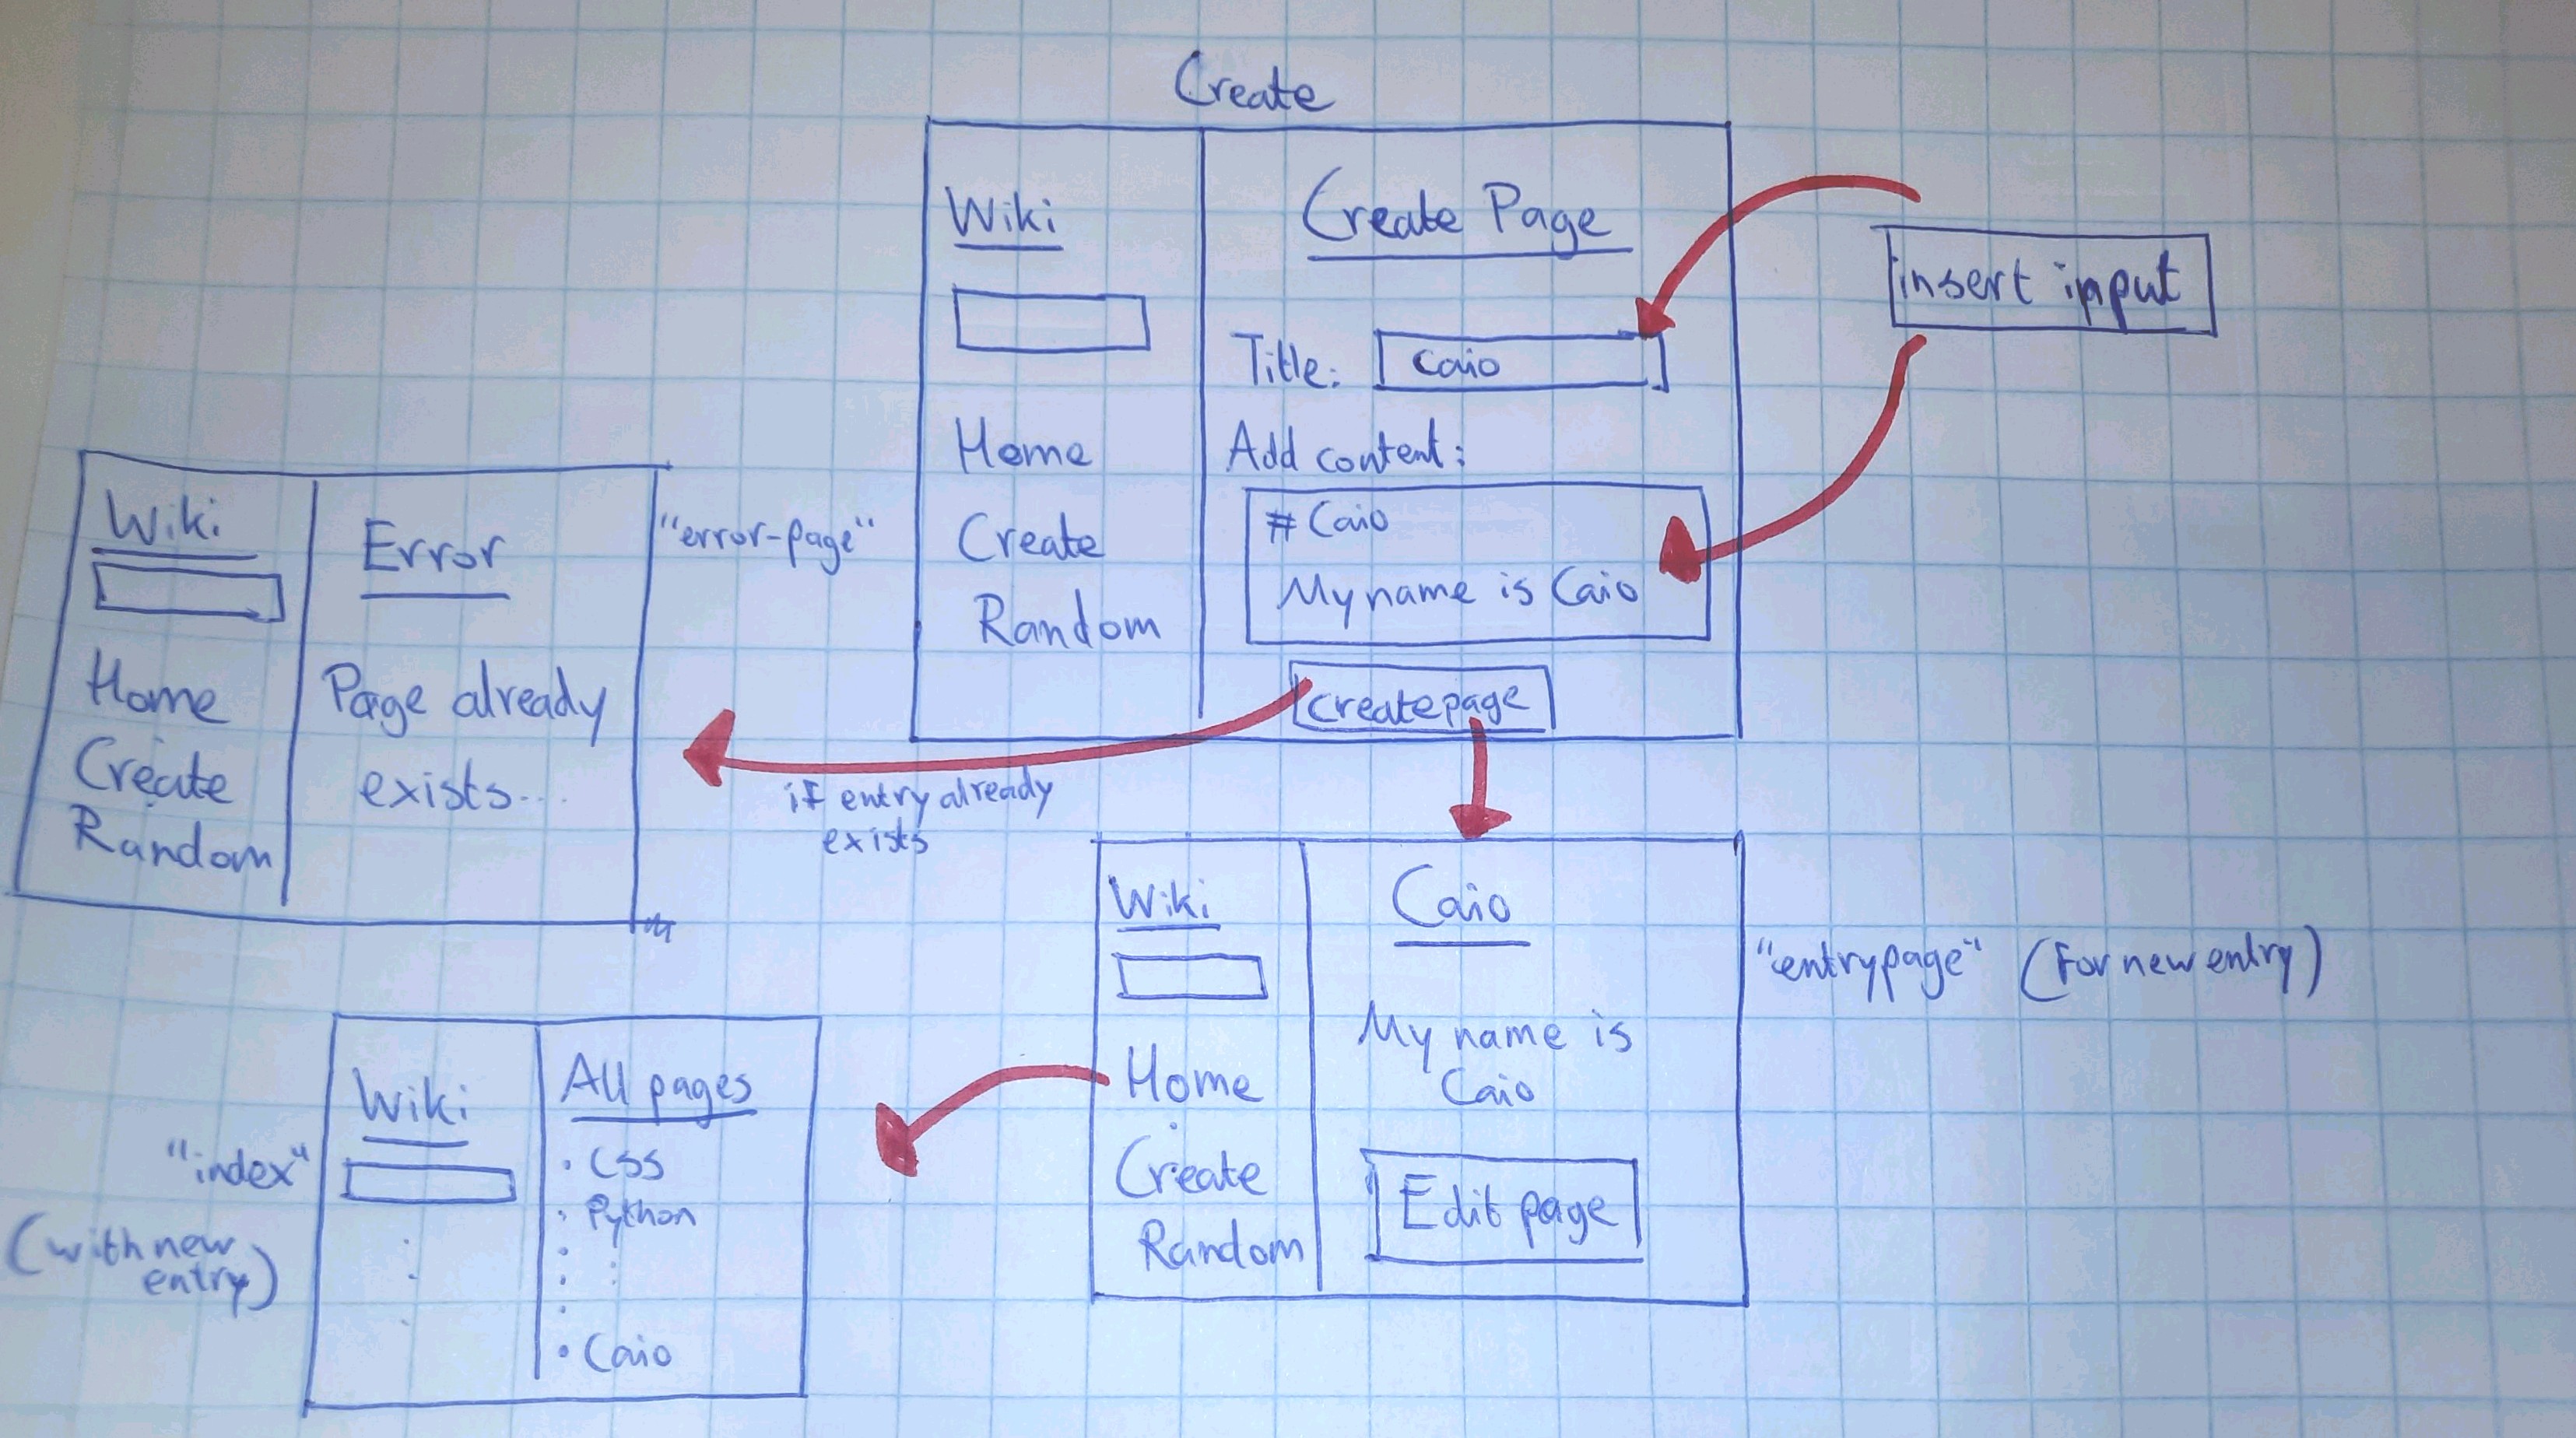 Create
Wiki
Home
Create
Random
Create Page
Title: Caio
Add content:
# Caio
My name is Caio
createpage
insert input
Wiki
Home
Create
Random
Error
Page already
exists...
"error-page"
if entry already
exists
Wiki
Home
Create
Random
Caio
My name is
Caio
Edit page
"entrypage" (for new entry)
"index"
(with new
entry)
Wiki
All pages
• CSS
• Python
• Caio